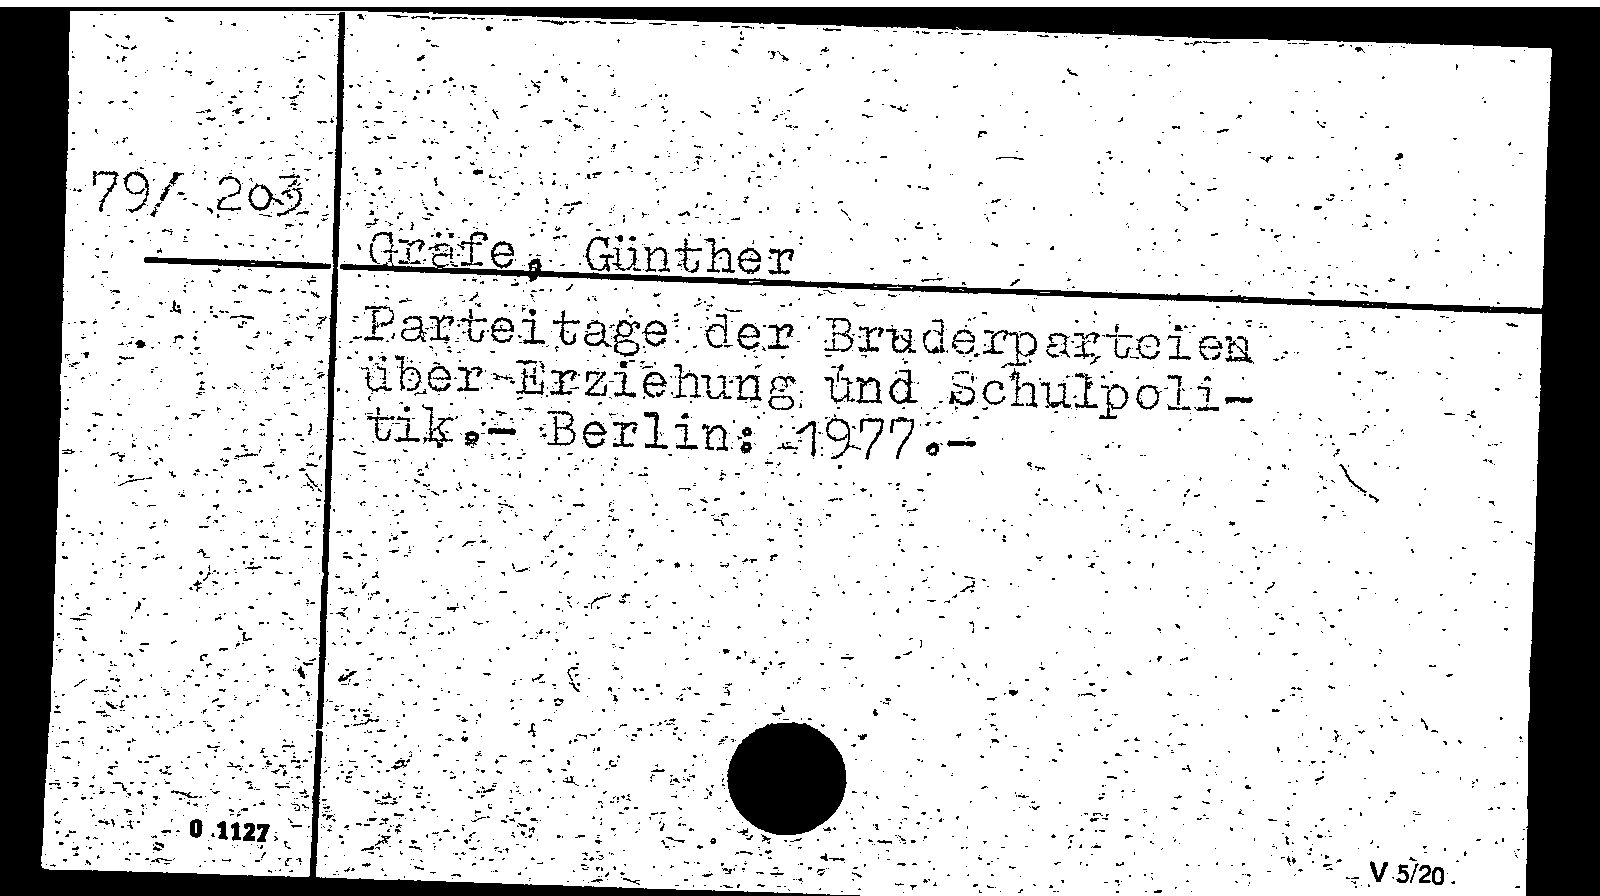 79/ 203
Gräfe, Günther
Parteitage der Bruderparteien
über Erziehung und Schulpoli-
tik.- Berlin: 1977.-
0 1127
V 5/20